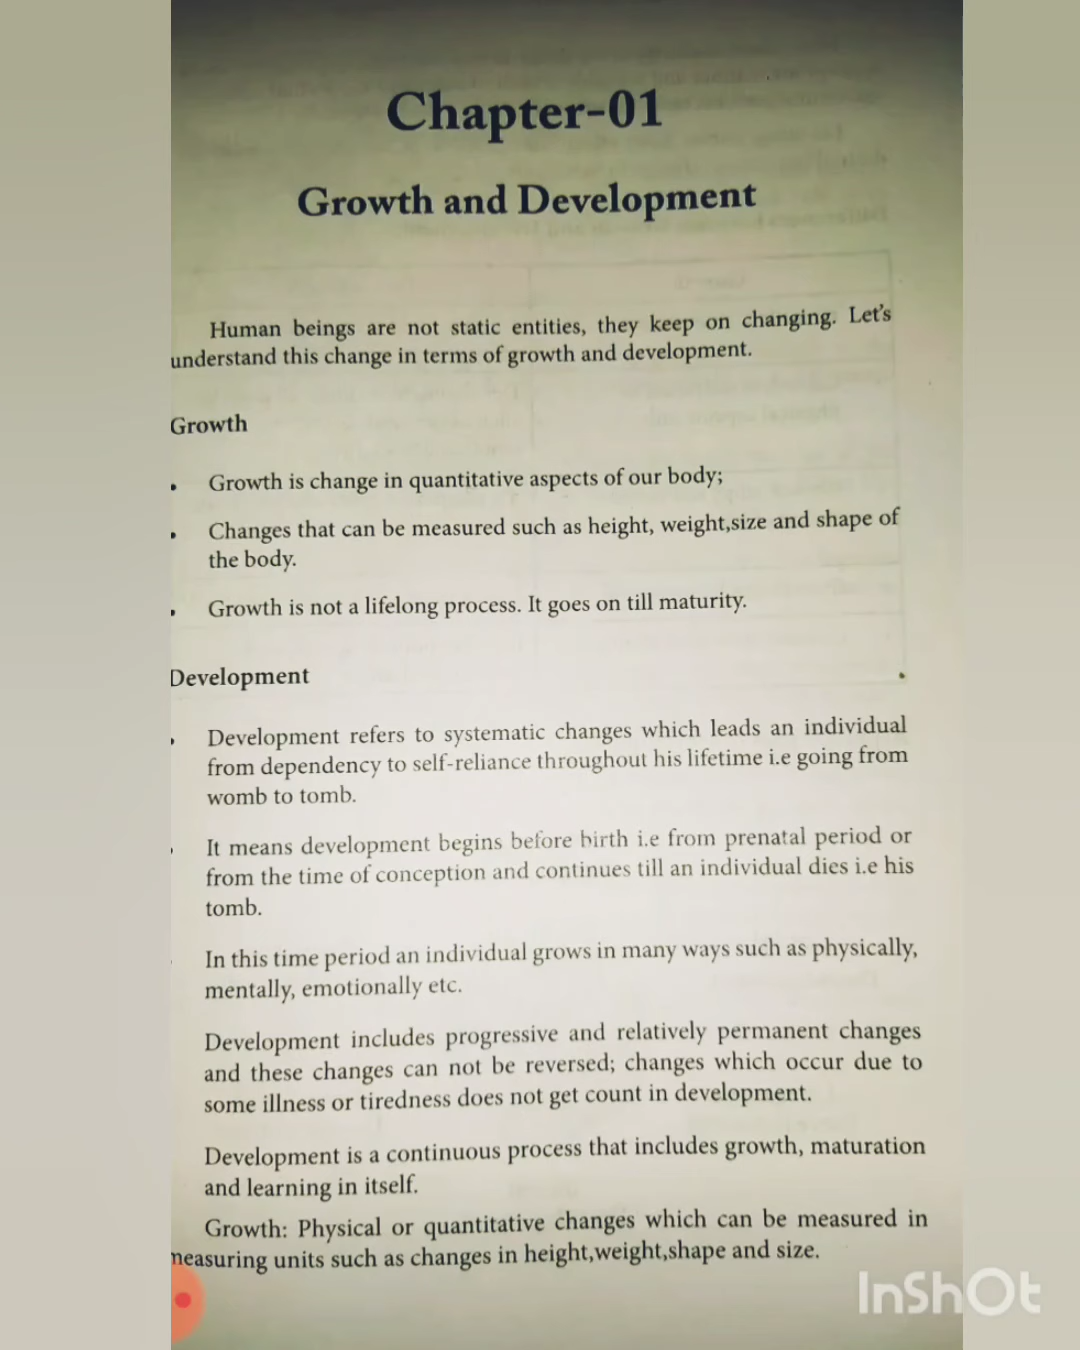 Chapter-01
Growth and Development
Human beings are not static entities, they keep on changing. Let's
understand this change in terms of growth and development.
Growth
• Growth is change in quantitative aspects of our body;
• Changes that can be measured such as height, weight,size and shape of
the body.
• Growth is not a lifelong process. It goes on till maturity.
Development
• Development refers to systematic changes which leads an individual
from dependency to self-reliance throughout his lifetime i.e going from
womb to tomb.
• It means development begins before birth i.e from prenatal period or
from the time of conception and continues till an individual dies i.e his
tomb.
In this time period an individual grows in many ways such as physically,
mentally, emotionally etc.
Development includes progressive and relatively permanent changes
and these changes can not be reversed; changes which occur due to
some illness or tiredness does not get count in development.
Development is a continuous process that includes growth, maturation
and learning in itself.
Growth: Physical or quantitative changes which can be measured in
measuring units such as changes in height,weight,shape and size.
InShOt